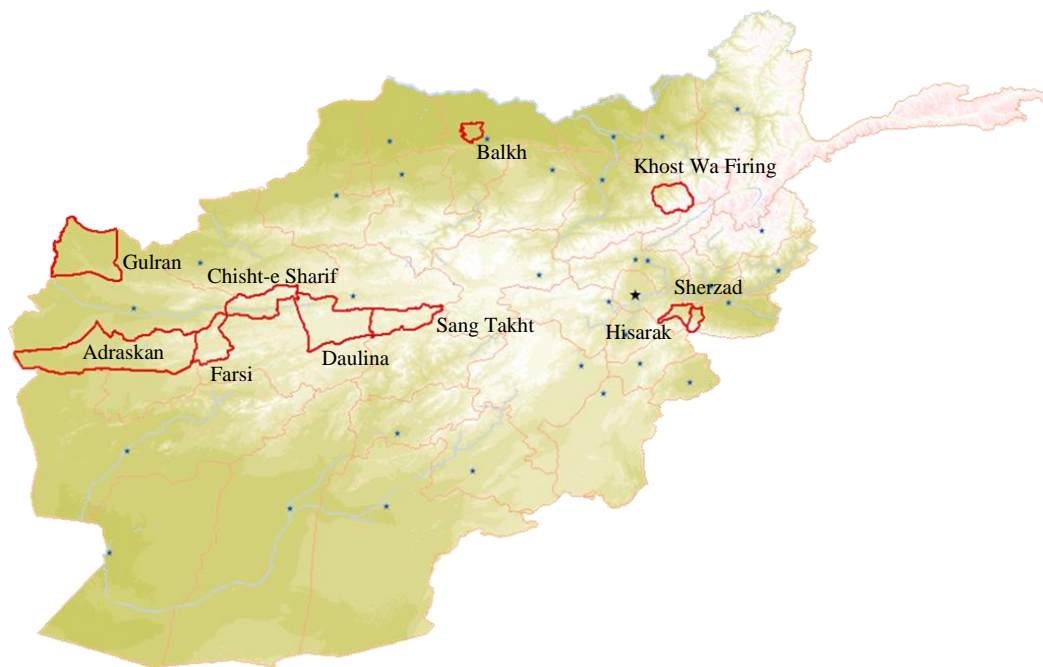 Balkh
Khost Wa Firing
Gulran
Chisht-e Sharif
Sherzad
Sang Takht
Hisarak
Adraskan
Daulina
Farsi